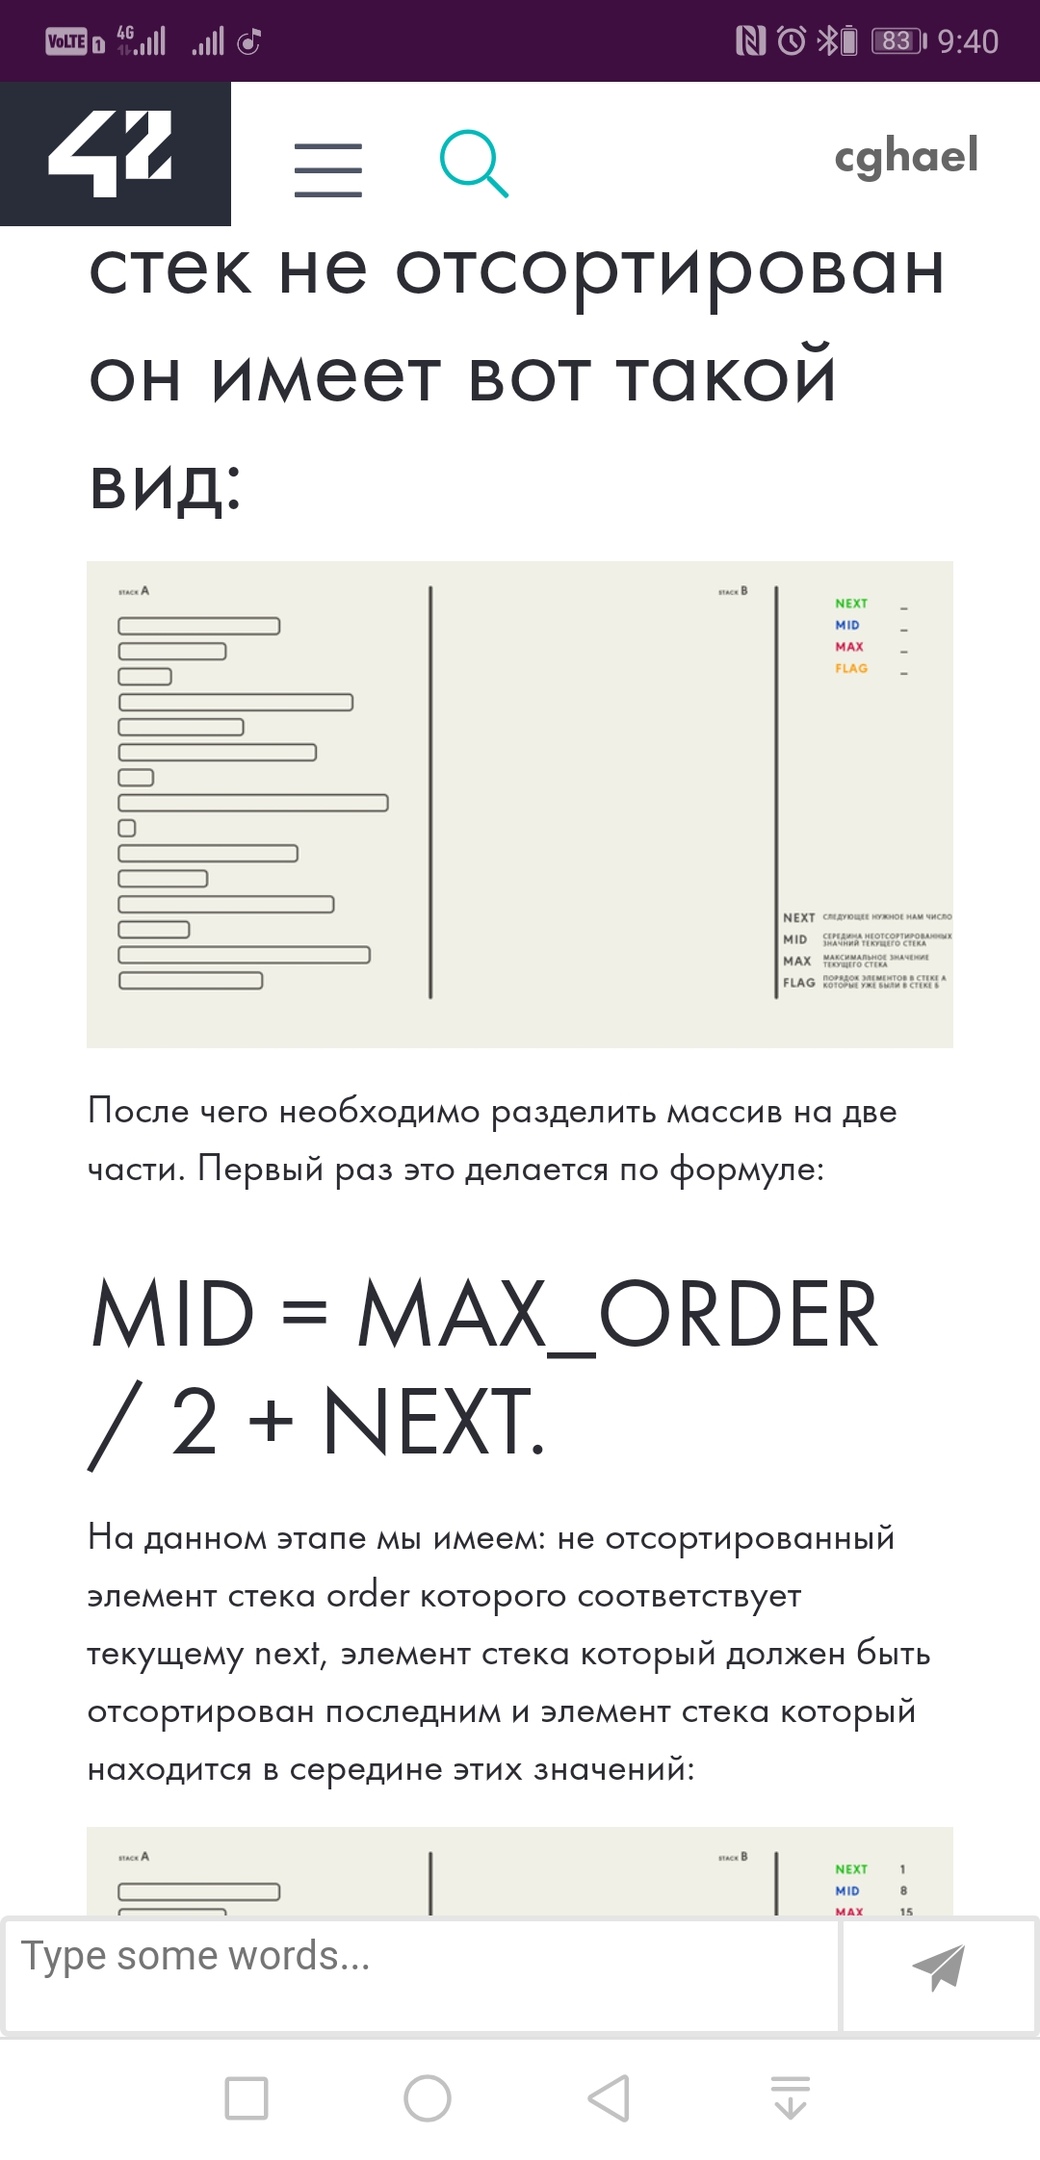 VoLTE 1 4G 83 9:40
42 cghael
стек не отсортирован
он имеет вот такой
вид:
STACK A STACK B
NEXT –
MID –
MAX –
FLAG –
NEXT СЛЕДУЮЩЕЕ НУЖНОЕ НАМ ЧИСЛО
MID СЕРЕДИНА НЕОТСОРТИРОВАННЫХ
ЗНАЧНИЙ ТЕКУЩЕГО СТЕКА
MAX МАКСИМАЛЬНОЕ ЗНАЧЕНИЕ
ТЕКУЩЕГО СТЕКА
FLAG ПОРЯДОК ЭЛЕМЕНТОВ В СТЕКЕ А
КОТОРЫЕ УЖЕ БЫЛИ В СТЕКЕ Б
После чего необходимо разделить массив на две
части. Первый раз это делается по формуле:
MID = MAX_ORDER
/ 2 + NEXT.
На данном этапе мы имеем: не отсортированный
элемент стека order которого соответствует
текущему next, элемент стека который должен быть
отсортирован последним и элемент стека который
находится в середине этих значений:
STACK A STACK B
NEXT 1
MID 8
MAX 15
Type some words...